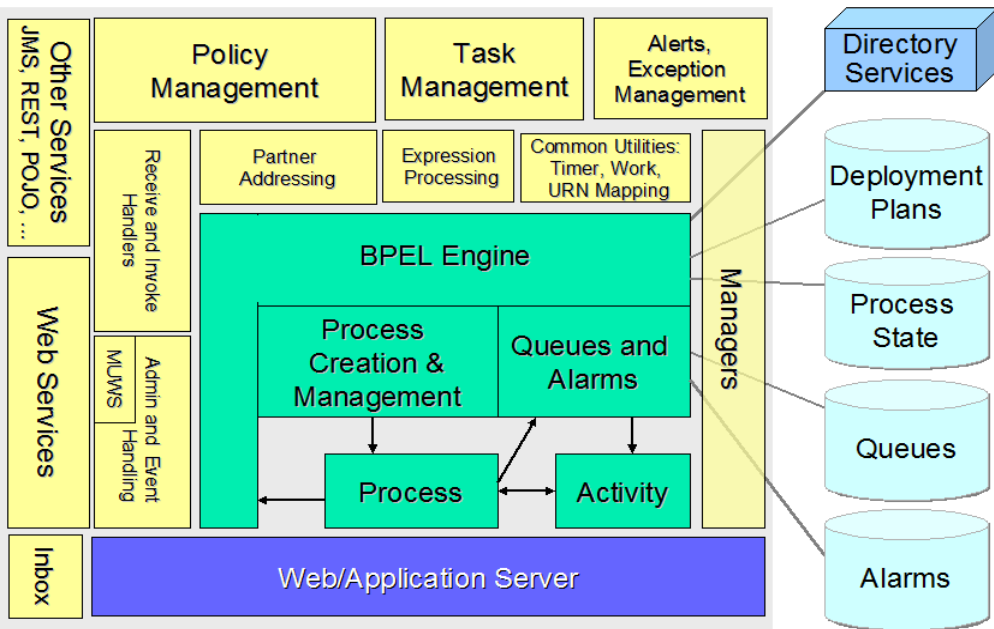 Other Services
JMS, REST, POJO, ...
Policy
Management
Task
Management
Alerts,
Exception
Management
Directory
Services
Receive and Invoke
Handlers
Partner
Addressing
Expression
Processing
Common Utilities:
Timer, Work,
URN Mapping
Deployment
Plans
BPEL Engine
Managers
Process
State
Web Services
MUWS
Admin and Event
Handling
Process
Creation &
Management
Queues and
Alarms
Queues
Process
Activity
Inbox
Web/Application Server
Alarms